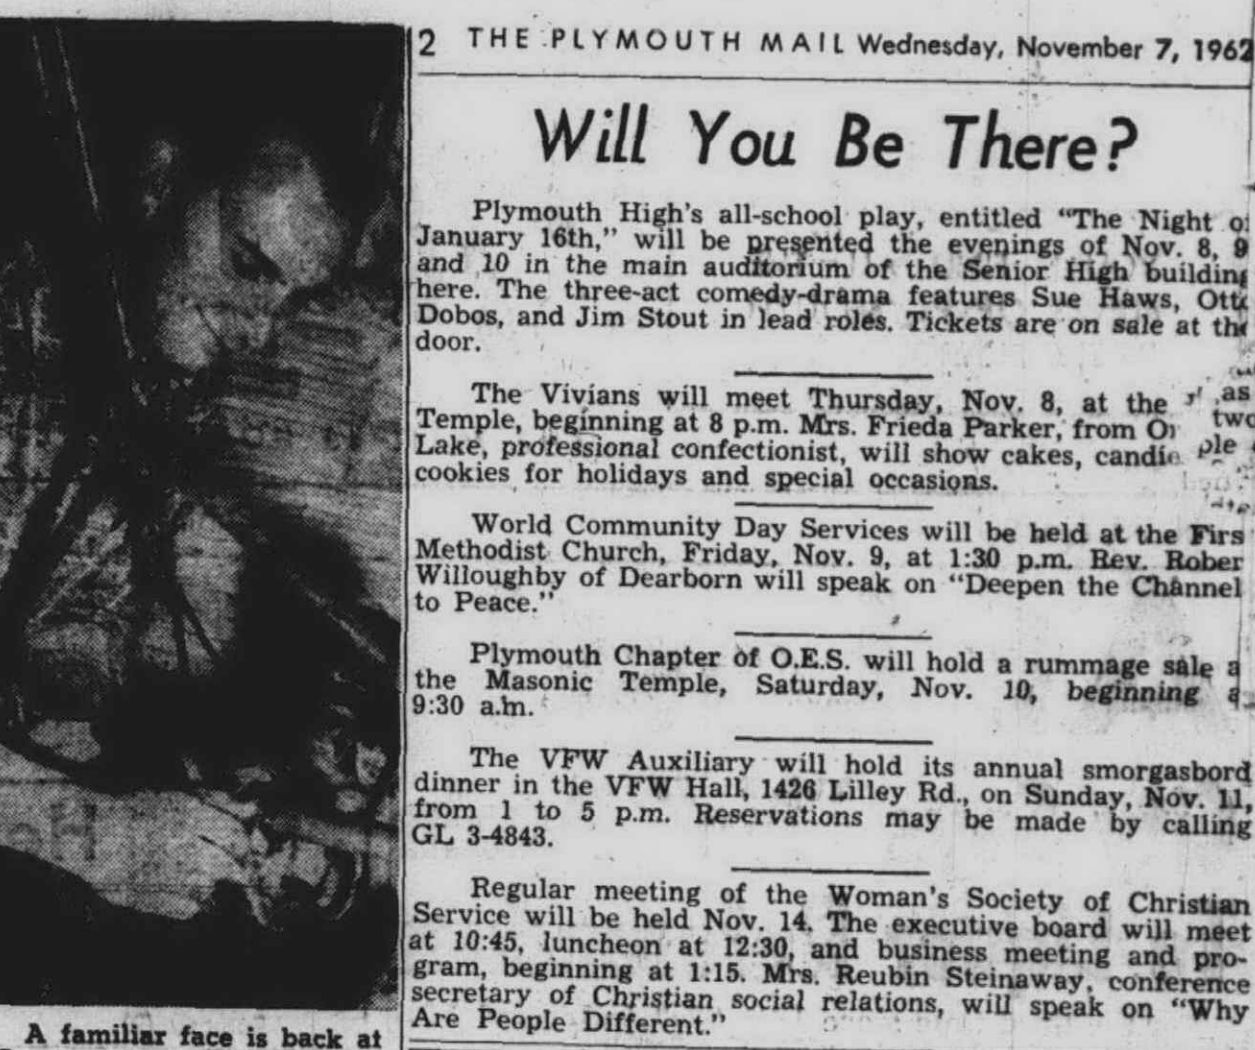 2 THE PLYMOUTH MAIL Wednesday, November 7, 1962
Will You Be There?
Plymouth High's all-school play, entitled "The Night o
January 16th," will be presented the evenings of Nov. 8, 9
and 10 in the main auditorium of the Senior High building
here. The three-act comedy-drama features Sue Haws, Otto
Dobos, and Jim Stout in lead roles. Tickets are on sale at the
door.
The Vivians will meet Thursday, Nov. 8, at the
Temple, beginning at 8 p.m. Mrs. Frieda Parker, from
Lake, professional confectionist, will show cakes,
cookies for holidays and special occasions.
as
two
ple
World Community Day Services will be held at the Firs
Methodist Church, Friday, Nov. 9, at 1:30 p.m. Rev. Rober
Willoughby of Dearborn will speak on "Deepen the Channel
to Peace."
Plymouth Chapter of O.E.S. will hold a rummage sale a
the Masonic Temple, Saturday, Nov. 10, beginning a
9:30 a.m.
The VFW Auxiliary will hold its annual smorgasbord
dinner in the VFW Hall, 1426 Lilley Rd., on Sunday, Nov. 11,
from 1 to 5 p.m. Reservations may be made by calling
GL 3-4843.
Regular meeting of the Woman's Society of Christian
Service will be held Nov. 14. The executive board will meet
at 10:45, luncheon at 12:30, and business meeting and pro-
gram, beginning at 1:15. Mrs. Reubin Steinaway, conference
secretary of Christian social relations, will speak on "Why
Are People Different."
A familiar face is back at